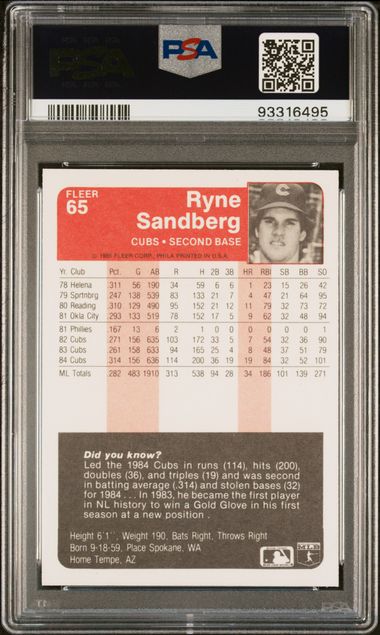 PSA
93316495
FLEER
65
Ryne
Sandberg
CUBS • SECOND BASE
© 1985 FLEER CORP., PHILA PRINTED IN U.S.A.
Yr. Club Pct. G AB R H 2B 3B HR RBI SB BB SO
78 Helena 311 56 190 34 59 6 6 1 23 15 26 42
79 Sprtnbrg 247 138 539 83 133 21 7 4 47 21 64 95
80 Reading 310 129 490 95 152 21 12 11 79 32 73 72
81 Okla City 293 133 519 78 152 17 11 9 62 32 48 94
81 Phillies 167 13 6 2 1 0 0 0 0 0 0 1
82 Cubs 271 156 635 103 172 33 5 7 54 32 36 90
83 Cubs 261 158 633 94 165 25 4 8 48 37 51 79
84 Cubs 314 156 636 114 200 36 19 19 84 32 52 101
ML Totals 282 483 1910 313 538 94 28 34 186 101 139 271
Did you know?
Led the 1984 Cubs in runs (114), hits (200),
doubles (36), and triples (19) and was second
in batting average (.314) and stolen bases (32)
for 1984 . . . In 1983, he became the first player
in NL history to win a Gold Glove in his first
season at a new position .
Height 6'1'', Weight 190, Bats Right, Throws Right
Born 9-18-59, Place Spokane, WA
Home Tempe, AZ